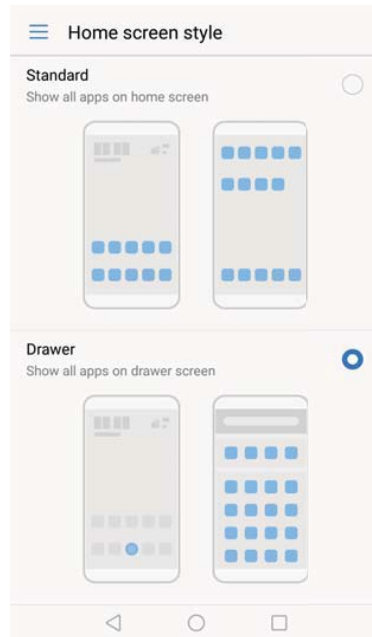 Home screen style
Standard
Show all apps on home screen
Drawer
Show all apps on drawer screen